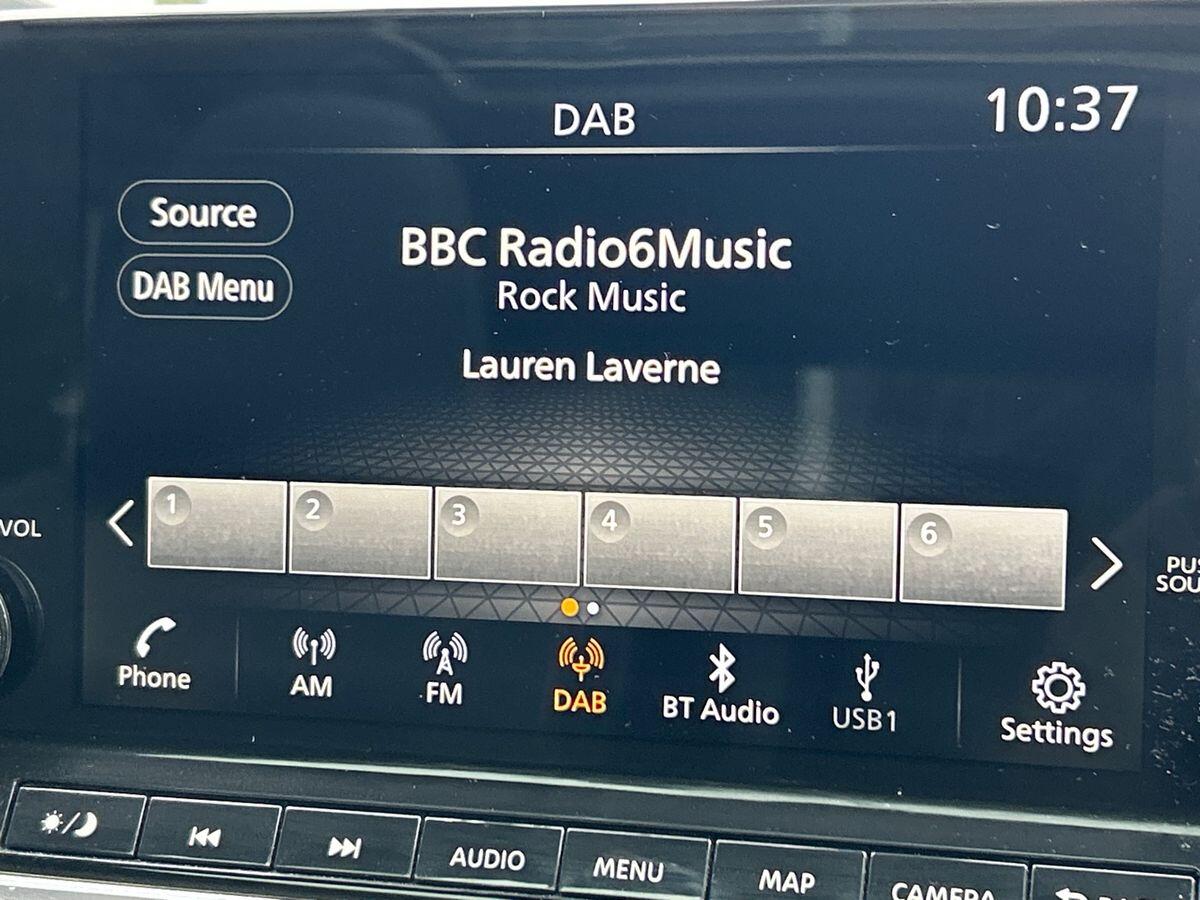 DAB
10:37
Source
BBC Radio6Music
DAB Menu
Rock Music
Lauren Laverne
1 2 3 4 5 6
VOL
Phone
AM
FM
DAB
BT Audio
USB1
Settings
AUDIO
MENU
MAP
CAMERA